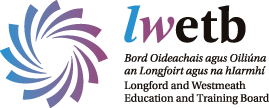 lwetb
Bord Oideachais agus Oiliúna
an Longfoirt agus na hIarmhí
Longford and Westmeath
Education and Training Board